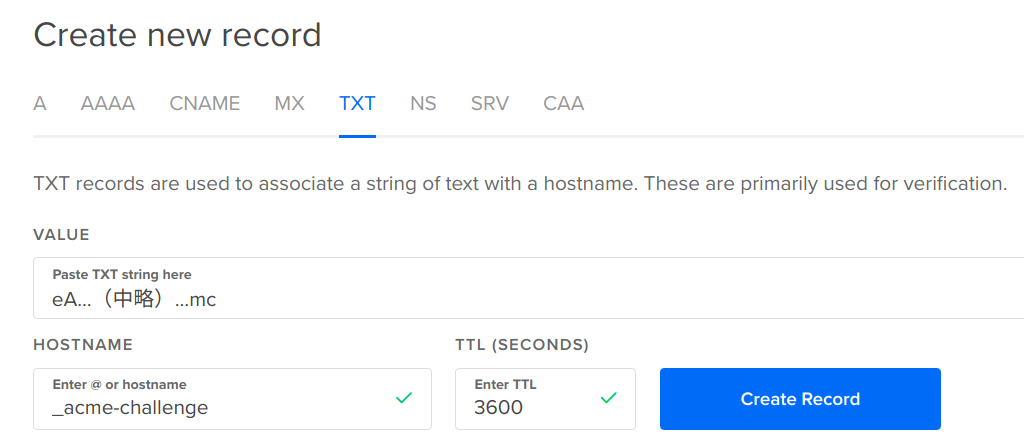 Create new record
A AAAA CNAME MX TXT NS SRV CAA
TXT records are used to associate a string of text with a hostname. These are primarily used for verification.
VALUE
Paste TXT string here
eA...（中略）...mc
HOSTNAME
Enter @ or hostname
_acme-challenge
TTL (SECONDS)
Enter TTL
3600
Create Record